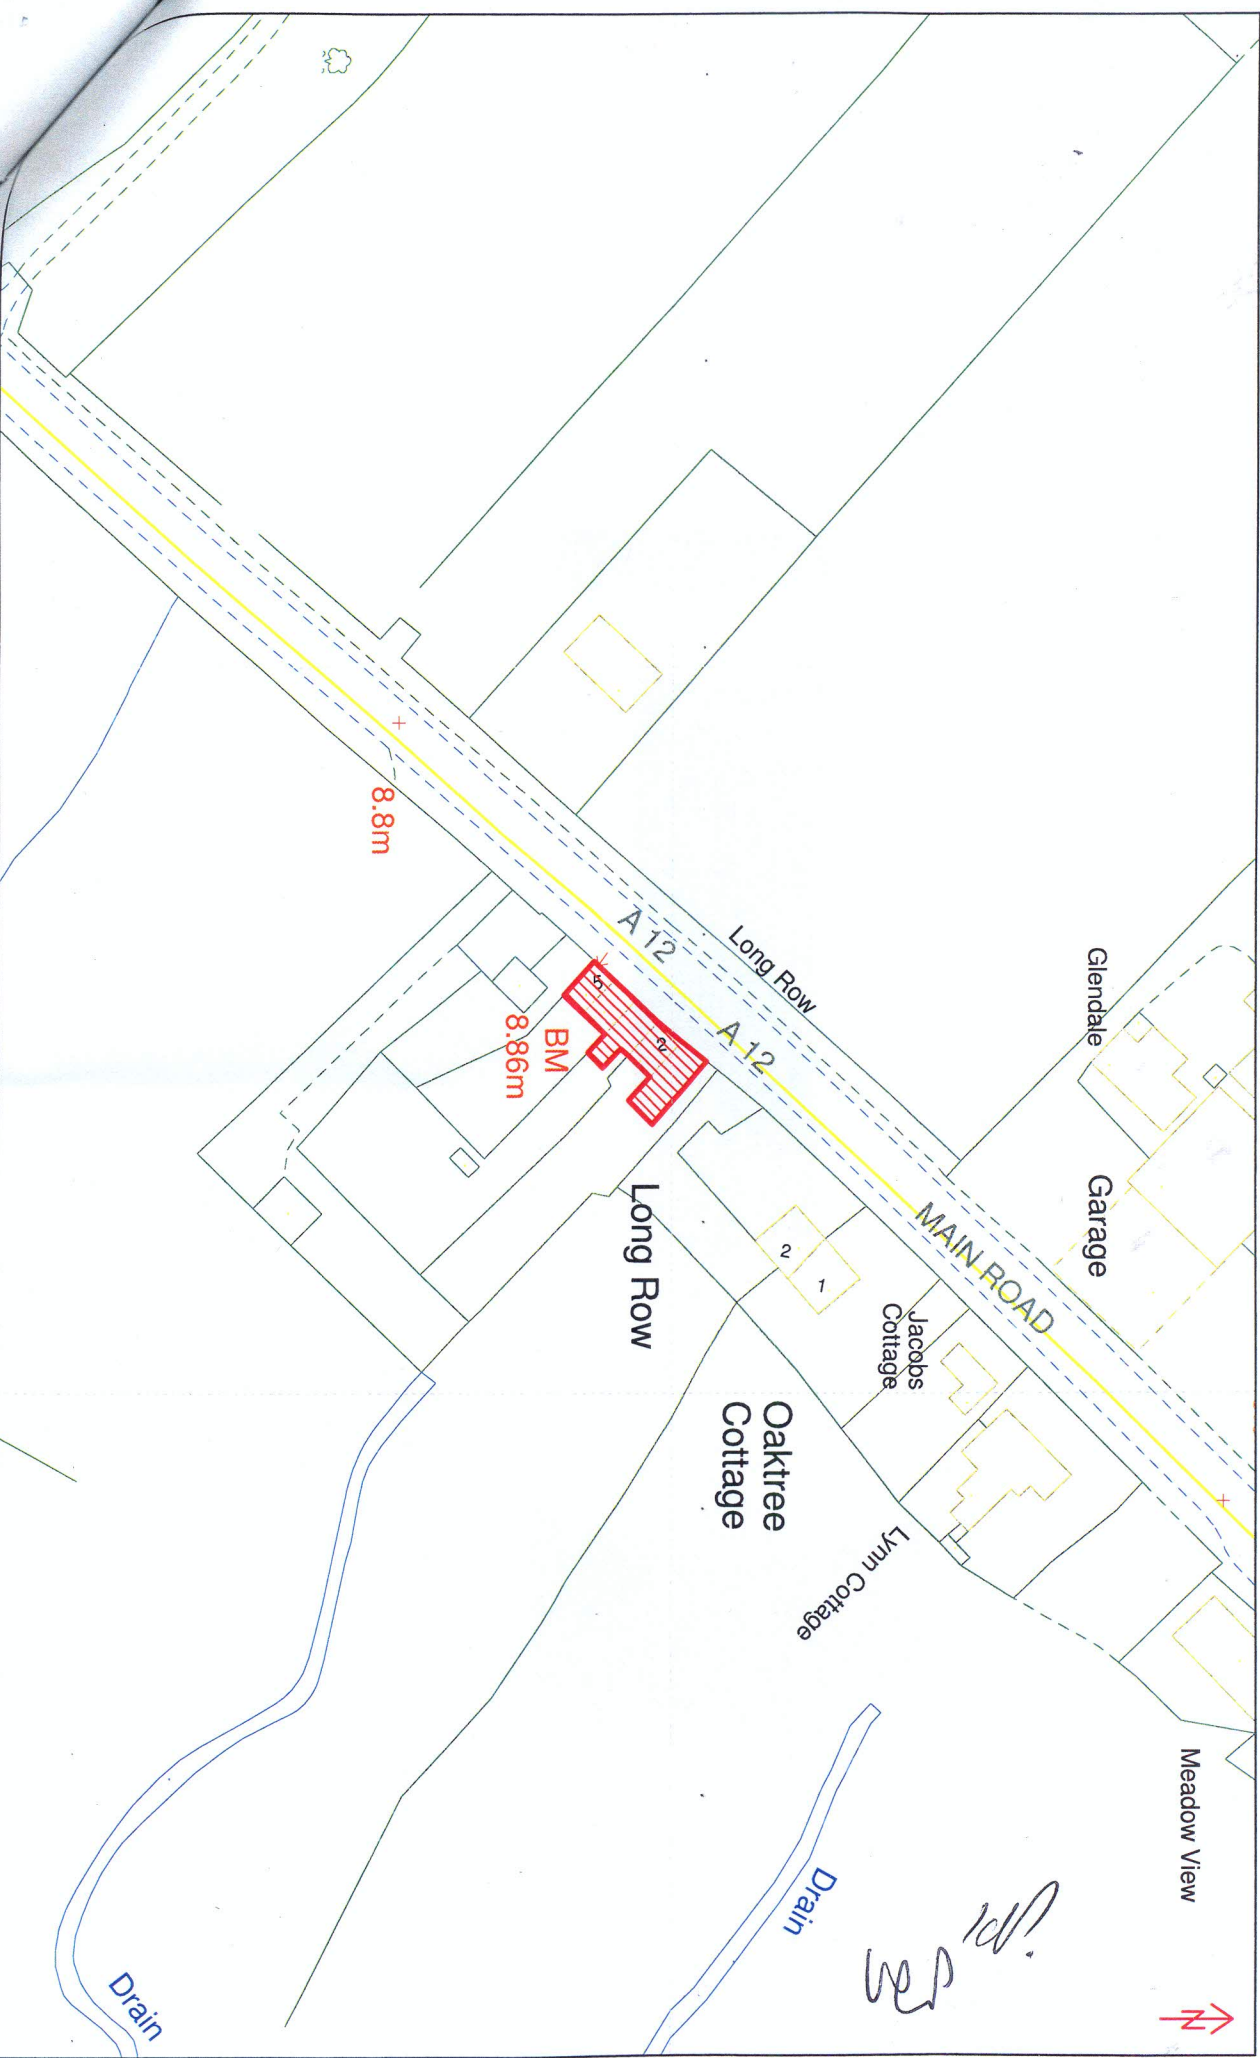 Meadow View
Glendale
Garage
MAIN ROAD
Jacobs
Cottage
Lynn Cottage
Long Row
A 12
A 12
2
1
Oaktree
Cottage
Drain
Long Row
5
2
BM
8.86m
8.8m
Drain
N